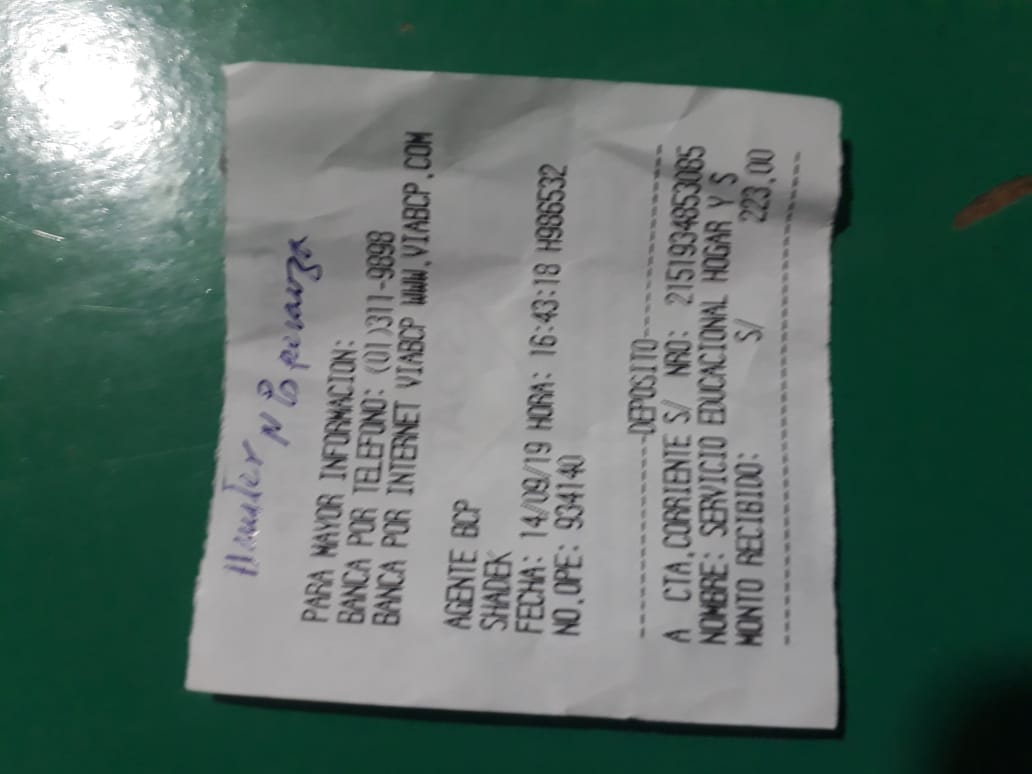 PARA MAYOR INFORMACION:
BANCA POR TELEFONO: (01)311-9898
BANCA POR INTERNET VIABCP WWW.VIABCP.COM
AGENTE BCP
SHADEK
FECHA: 14/09/19 HORA: 16:43:18 H986532
NO.OPE: 934140
----------------DEPOSITO----------------
A CTA.CORRIENTE S/ NRO: 2151934853085
NOMBRE: SERVICIO EDUCACIONAL HOGAR Y S
MONTO RECIBIDO: S/ 223.00